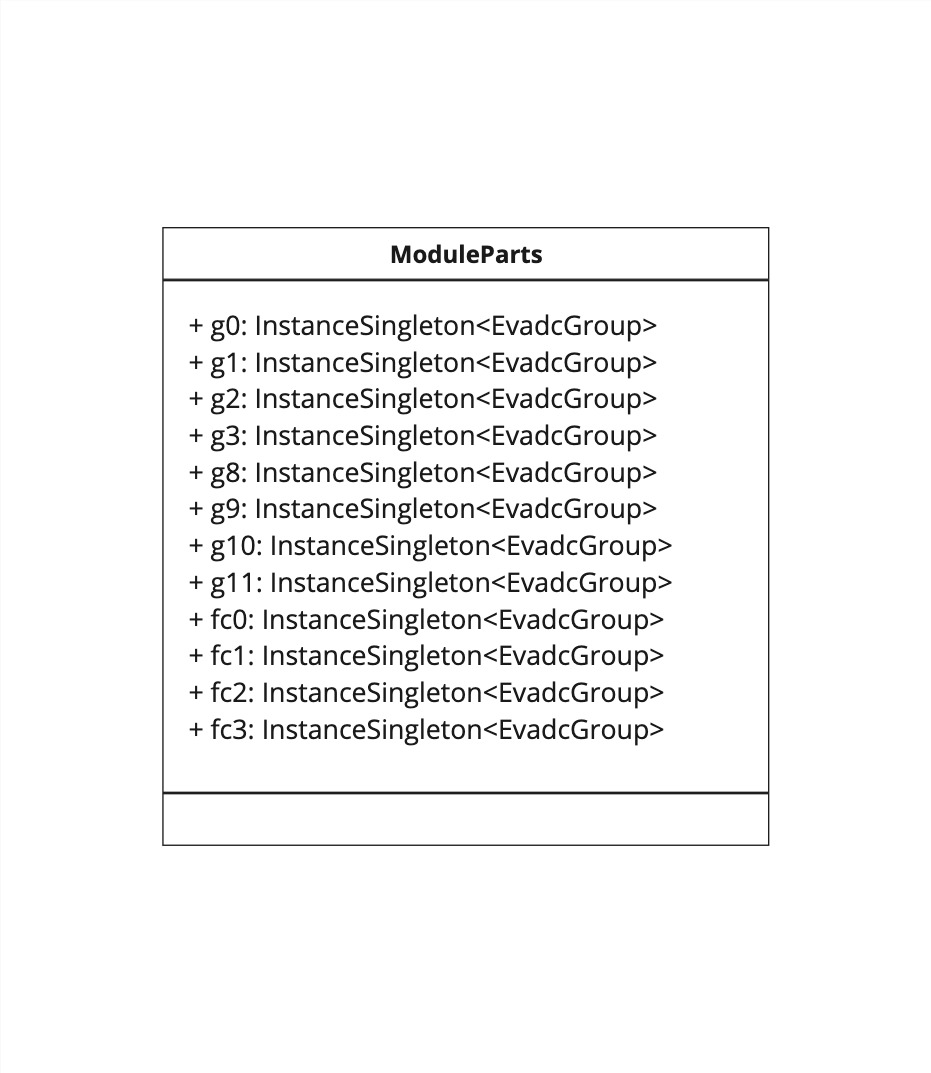 ModuleParts
+ g0: InstanceSingleton<EvadcGroup>
+ g1: InstanceSingleton<EvadcGroup>
+ g2: InstanceSingleton<EvadcGroup>
+ g3: InstanceSingleton<EvadcGroup>
+ g8: InstanceSingleton<EvadcGroup>
+ g9: InstanceSingleton<EvadcGroup>
+ g10: InstanceSingleton<EvadcGroup>
+ g11: InstanceSingleton<EvadcGroup>
+ fc0: InstanceSingleton<EvadcGroup>
+ fc1: InstanceSingleton<EvadcGroup>
+ fc2: InstanceSingleton<EvadcGroup>
+ fc3: InstanceSingleton<EvadcGroup>